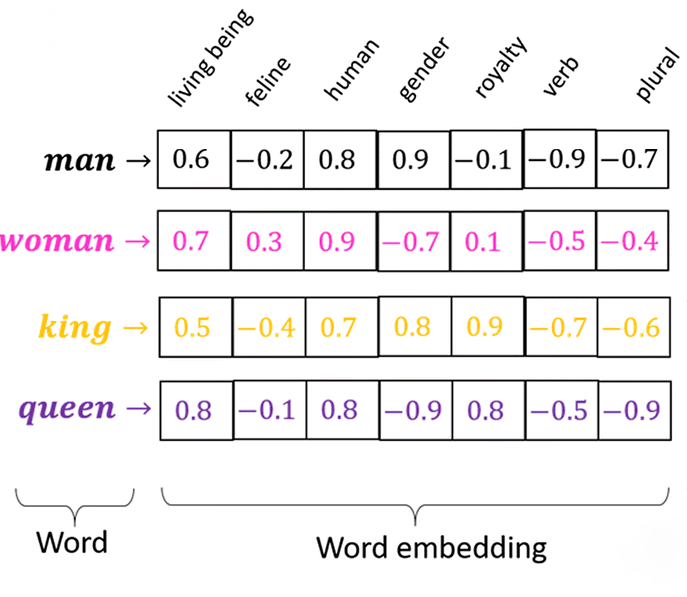 living being feline human gender royalty verb plural
man → 0.6 −0.2 0.8 0.9 −0.1 −0.9 −0.7
woman → 0.7 0.3 0.9 −0.7 0.1 −0.5 −0.4
king → 0.5 −0.4 0.7 0.8 0.9 −0.7 −0.6
queen → 0.8 −0.1 0.8 −0.9 0.8 −0.5 −0.9
Word Word embedding